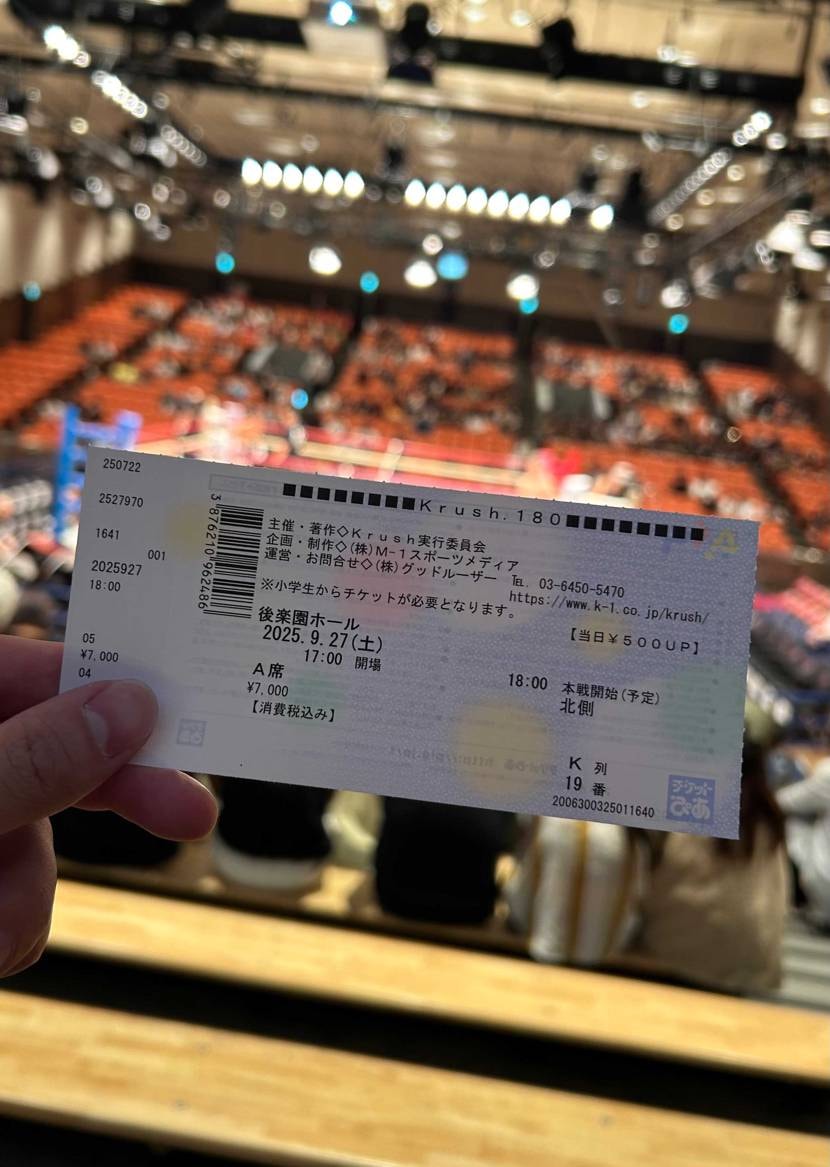 250722
2527970
1641
001
2025927
18:00
05
¥7,000
04
3876210962486
■■■■■■■■■Krush.180■■■■■■■■■
主催・著作◇Krush実行委員会
企画・制作◇(株)M-1スポーツメディア
運営・お問合せ◇(株)グッドルーザー TEL. 03-6450-5470
https://www.k-1.co.jp/krush/
※小学生からチケットが必要となります。
【当日¥500UP】
後楽園ホール
2025. 9.27(土)
17:00 開場
18:00 本戦開始(予定)
A席
北側
¥7,000
【消費税込み】
K 列
19 番
2006300325011640
チケット
ぴあ